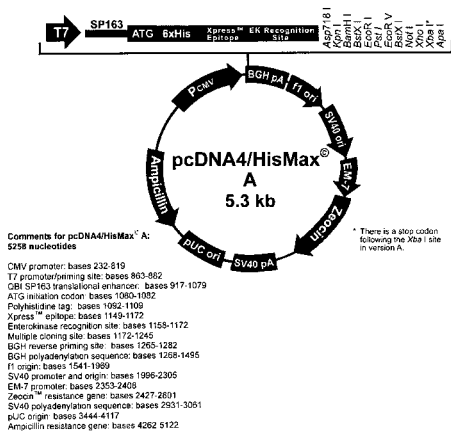 T7
SP163
ATG 6xHis
Xpress™ Epitope
EK Recognition Site
Asp718 I
Kpn I
BamH I
BstX I
EcoR I
Pst I
EcoR V
BstX I
Not I
Xho I
Xba I*
Apa I
PCMV
BGH pA
f1 ori
SV40 ori
EM-7
Zeocin
SV40 pA
pUC ori
Ampicillin
pcDNA4/HisMax©
A
5.3 kb
* There is a stop codon
following the Xba I site
in version A.
Comments for pcDNA4/HisMax© A:
5258 nucleotides
CMV promoter: bases 232-819
T7 promoter/priming site: bases 863-882
QBI SP163 translational enhancer: bases 917-1079
ATG initiation codon: bases 1080-1082
Polyhistidine tag: bases 1092-1109
Xpress™ epitope: bases 1149-1172
Enterokinase recognition site: bases 1158-1172
Multiple cloning site: bases 1172-1245
BGH reverse priming site: bases 1265-1282
BGH polyadenylation sequence: bases 1268-1495
f1 origin: bases 1541-1969
SV40 promoter and origin: bases 1996-2305
EM-7 promoter: bases 2353-2408
Zeocin™ resistance gene: bases 2427-2801
SV40 polyadenylation sequence: bases 2931-3061
pUC origin: bases 3444-4117
Ampicillin resistance gene: bases 4262-5122